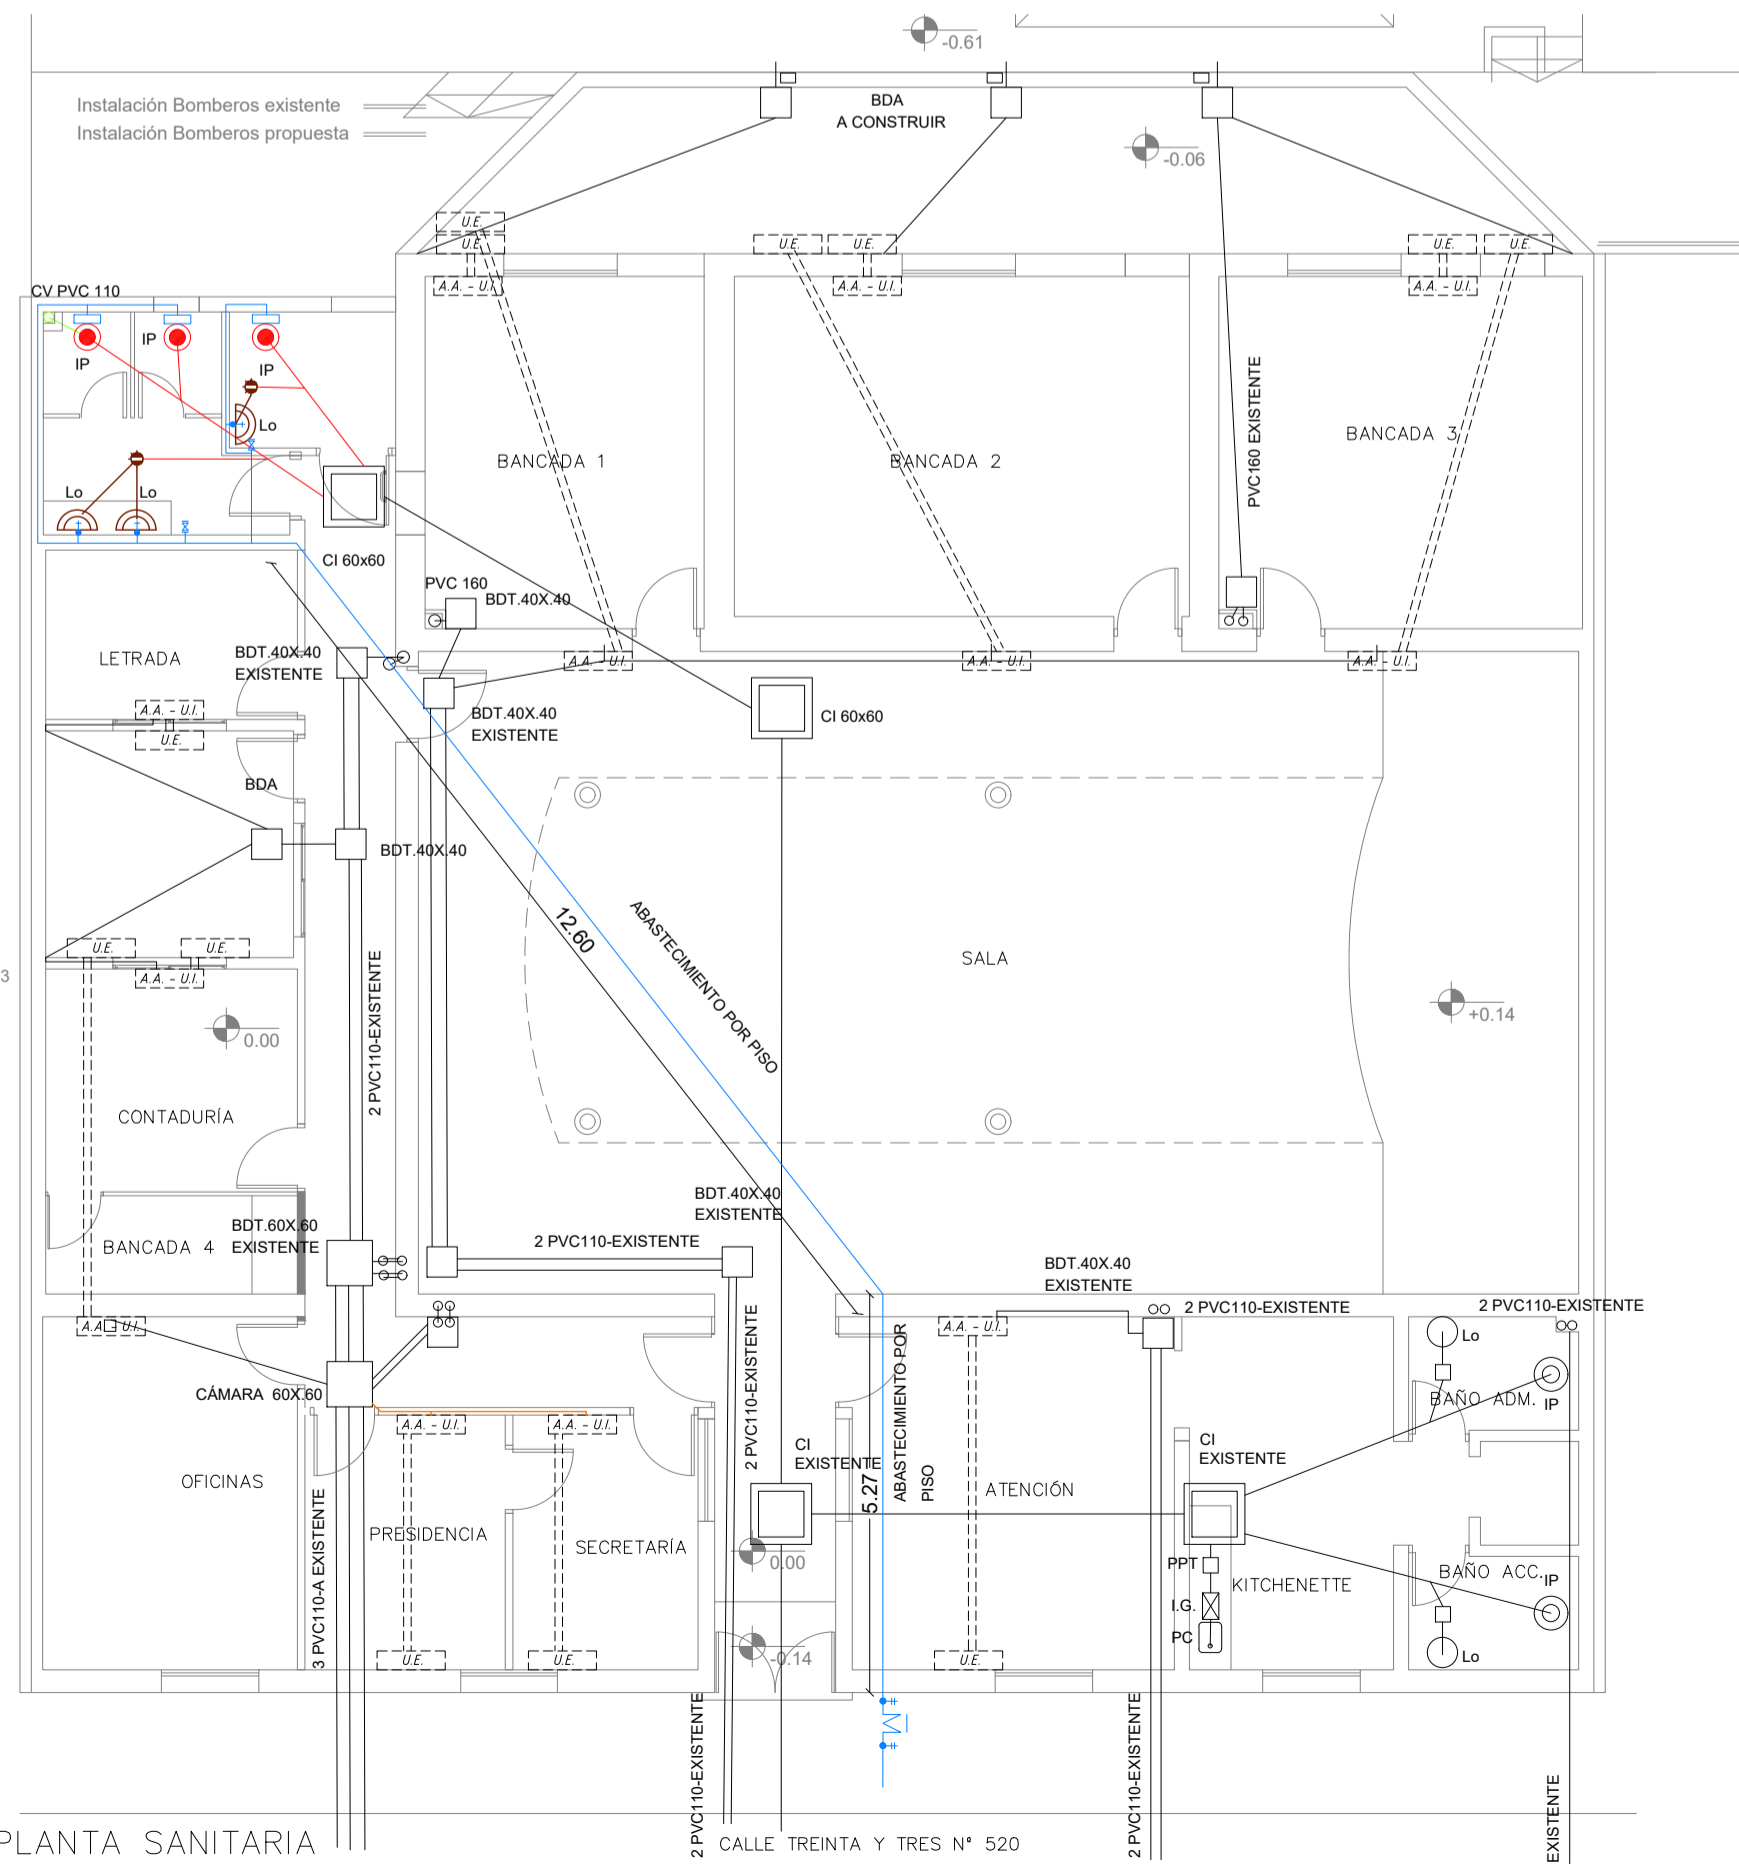 -0.61
Instalación Bomberos existente
Instalación Bomberos propuesta
BDA
A CONSTRUIR
-0.06
U.E.
U.E.
U.E.
U.E.
U.E.
U.E.
A.A. - U.I.
A.A. - U.I.
A.A. - U.I.
CV PVC 110
IP
IP
IP
Lo
Lo
Lo
BANCADA 1
BANCADA 2
BANCADA 3
PVC160 EXISTENTE
CI 60x60
PVC 160
BDT.40X.40
LETRADA
BDT.40X.40
EXISTENTE
A.A. - U.I.
A.A. - U.I.
A.A. - U.I.
A.A. - U.I.
U.E.
BDT.40X.40
EXISTENTE
CI 60x60
BDA
BDT.40X.40
12.60
ABASTECIMIENTO POR PISO
SALA
U.E.
U.E.
A.A. - U.I.
3
2 PVC110-EXISTENTE
0.00
+0.14
CONTADURÍA
BDT.40X.40
EXISTENTE
BANCADA 4
BDT.60X.60
EXISTENTE
2 PVC110-EXISTENTE
BDT.40X.40
EXISTENTE
2 PVC110-EXISTENTE
2 PVC110-EXISTENTE
A.A. - U.I.
A.A. - U.I.
2 PVC110-EXISTENTE
ABASTECIMIENTO POR
PISO
5.27
Lo
BAÑO ADM.
IP
CÁMARA 60X.60
A.A. - U.I.
A.A. - U.I.
CI
EXISTENTE
CI
EXISTENTE
OFICINAS
3 PVC110-A EXISTENTE
PRESIDENCIA
SECRETARÍA
ATENCIÓN
0.00
PPT
I.G.
PC
KITCHENETTE
BAÑO ACC.
IP
Lo
-0.14
U.E.
U.E.
U.E.
M
2 PVC110-EXISTENTE
2 PVC110-EXISTENTE
EXISTENTE
PLANTA SANITARIA
CALLE TREINTA Y TRES Nº 520